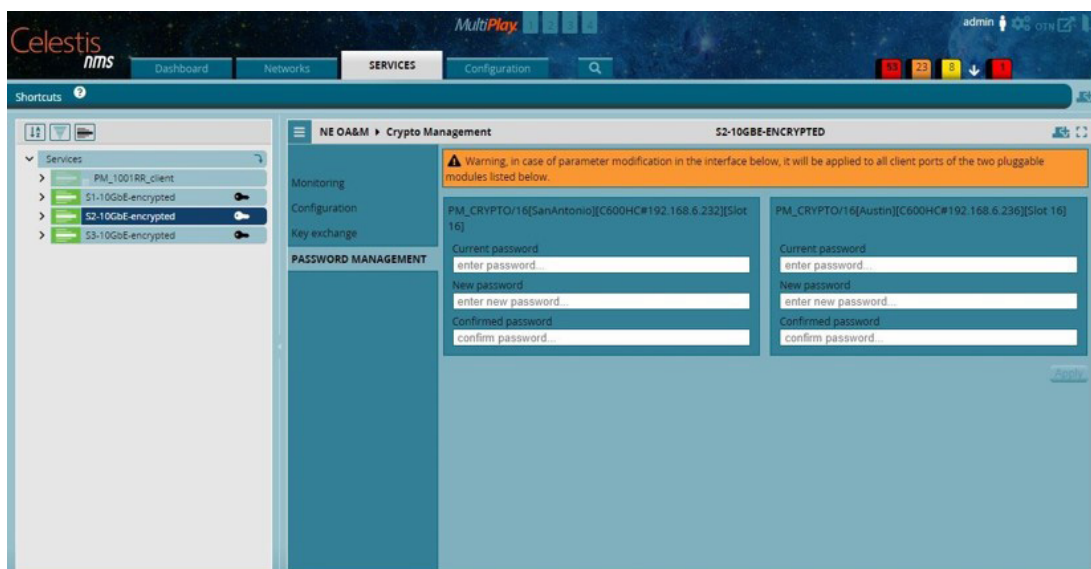 Celestis
nms
MultiPlay
1 2 3 4
admin
OTN
Dashboard
Networks
SERVICES
Configuration
53
23
8
1
Shortcuts
Services
PM_1001RR_client
S1-10GbE-encrypted
S2-10GbE-encrypted
S3-10GbE-encrypted
NE OA&M Crypto Management
S2-10GBE-ENCRYPTED
Monitoring
Configuration
Key exchange
PASSWORD MANAGEMENT
Warning, in case of parameter modification in the interface below, it will be applied to all client ports of the two pluggable
modules listed below.
PM_CRYPTO/16[SanAntonio][C600HC#192.168.6.232][Slot
16]
Current password
enter password...
New password
enter new password...
Confirmed password
confirm password...
PM_CRYPTO/16[Austin][C600HC#192.168.6.236][Slot 16]
Current password
enter password...
New password
enter new password...
Confirmed password
confirm password...
Apply